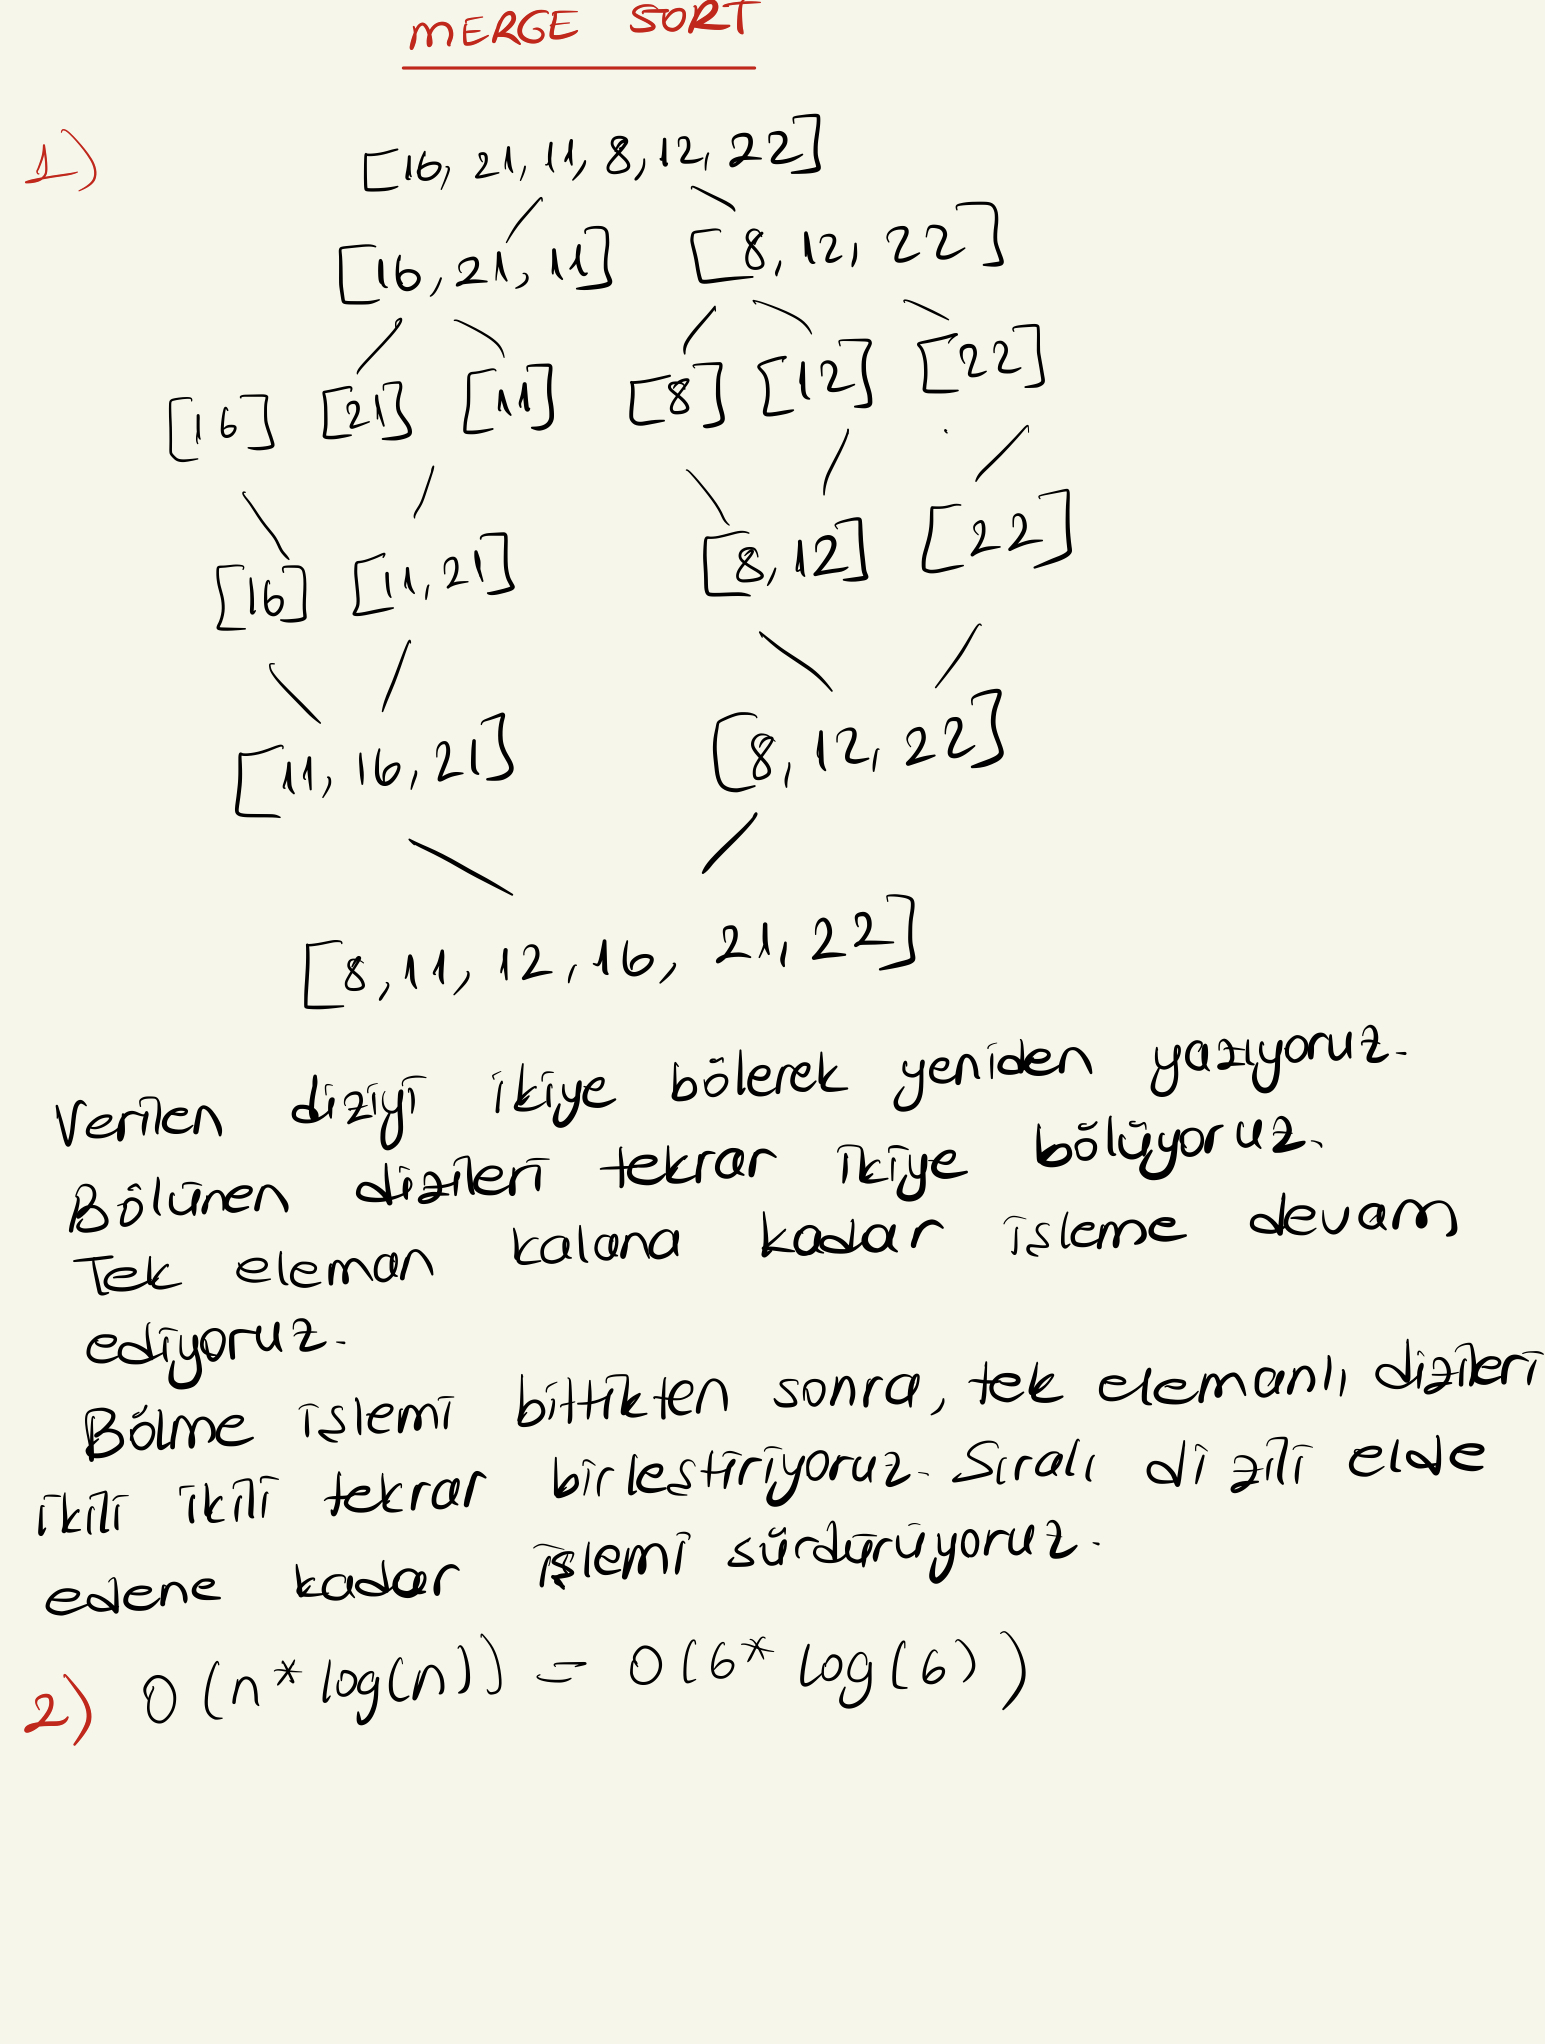 MERGE SORT
1)
[16, 21, 11, 8, 12, 22]
[16, 21, 11] [8, 12, 22]
[16] [21] [11] [8] [12] [22]
[16] [11, 21] [8, 12] [22]
[11, 16, 21] [8, 12, 22]
[8, 11, 12, 16, 21, 22]
Verilen diziyi ikiye bölerek yeniden yazıyoruz.
Bölünen dizileri tekrar ikiye bölüyoruz.
Tek eleman kalana kadar işleme devam
ediyoruz.
Bölme işlemi bittikten sonra, tek elemanlı dizileri
ikili ikili tekrar birleştiriyoruz. Sıralı dizili elde
edene kadar işlemi sürdürüyoruz.
2) O(n*log(n)) = O(6* log(6))